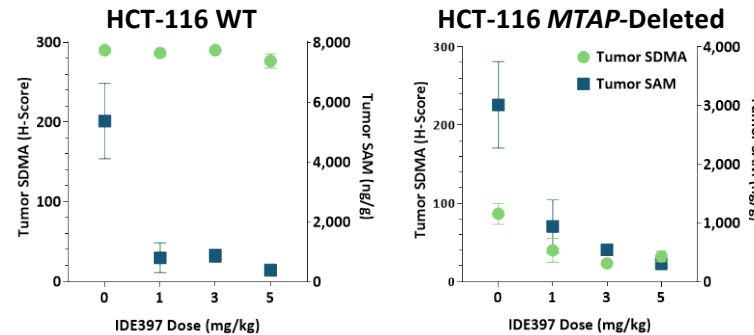 HCT-116 WT
300
200
100
0
8,000
6,000
4,000
2,000
0
Tumor SDMA (H-Score)
Tumor SAM
(ng/g)
0 1 3 5
IDE397 Dose (mg/kg)
HCT-116 MTAP-Deleted
Tumor SDMA
Tumor SAM
300
200
100
0
4,000
3,000
2,000
1,000
0
Tumor SDMA (H-Score)
0 1 3 5
IDE397 Dose (mg/kg)